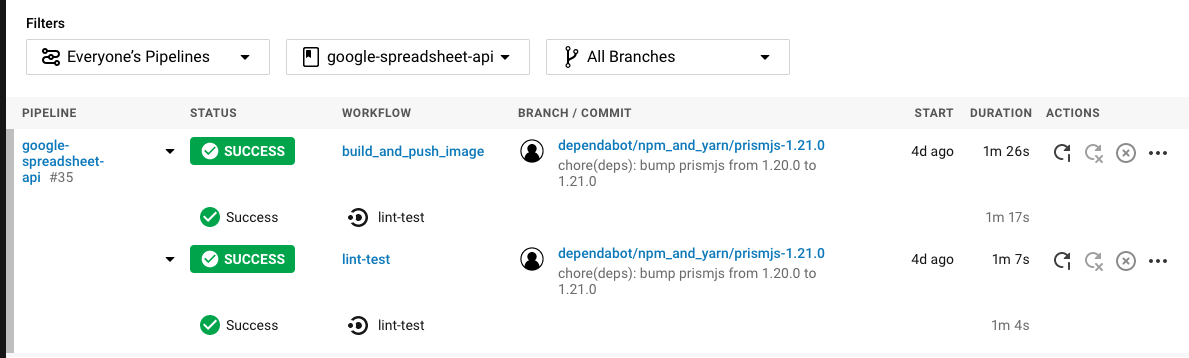 Filters
Everyone's Pipelines
google-spreadsheet-api
All Branches
PIPELINE STATUS WORKFLOW BRANCH / COMMIT START DURATION ACTIONS
google-spreadsheet-api #35 SUCCESS build_and_push_image dependabot/npm_and_yarn/prismjs-1.21.0 4d ago 1m 26s
chore(deps): bump prismjs from 1.20.0 to
1.21.0
Success lint-test 1m 17s
SUCCESS lint-test dependabot/npm_and_yarn/prismjs-1.21.0 4d ago 1m 7s
chore(deps): bump prismjs from 1.20.0 to
1.21.0
Success lint-test 1m 4s